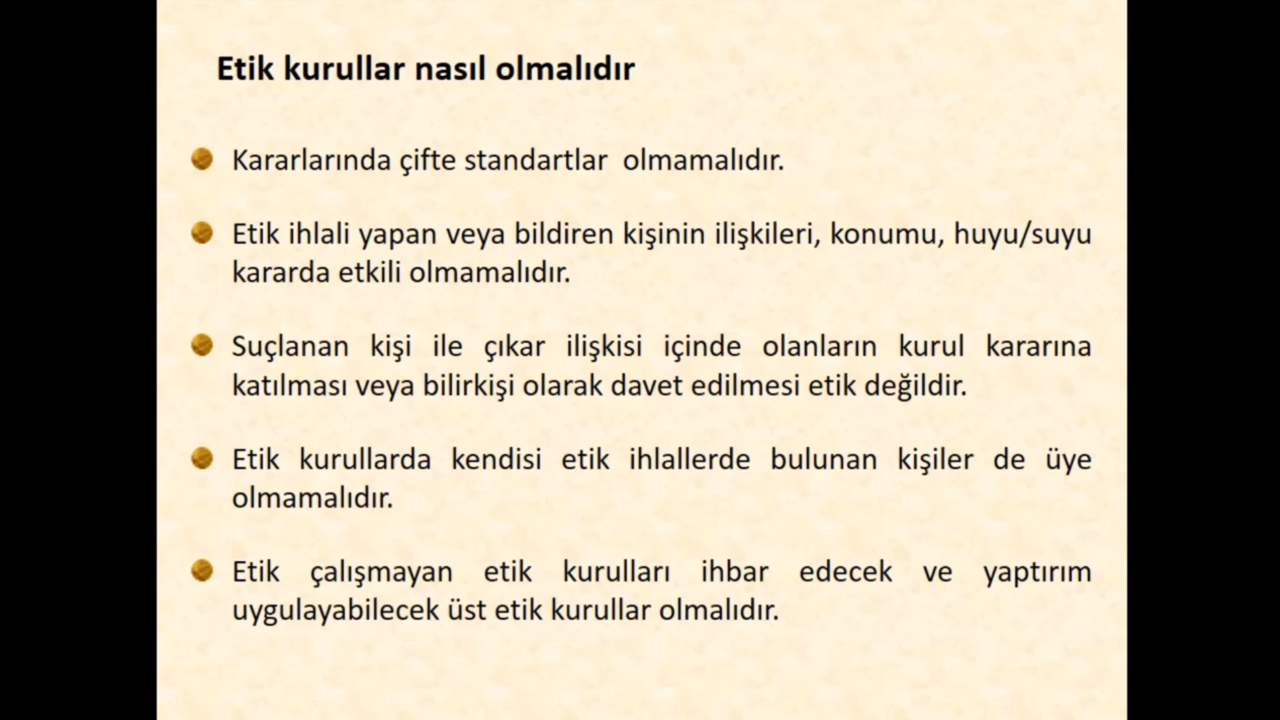 Etik kurullar nasıl olmalıdır
Kararlarında çifte standartlar  olmamalıdır.
Etik ihlali yapan veya bildiren kişinin ilişkileri, konumu, huyu/suyu
kararda etkili olmamalıdır.
Suçlanan kişi ile çıkar ilişkisi içinde olanların kurul kararına
katılması veya bilirkişi olarak davet edilmesi etik değildir.
Etik kurullarda kendisi etik ihlallerde bulunan kişiler de üye
olmamalıdır.
Etik çalışmayan etik kurulları ihbar edecek ve yaptırım
uygulayabilecek üst etik kurullar olmalıdır.